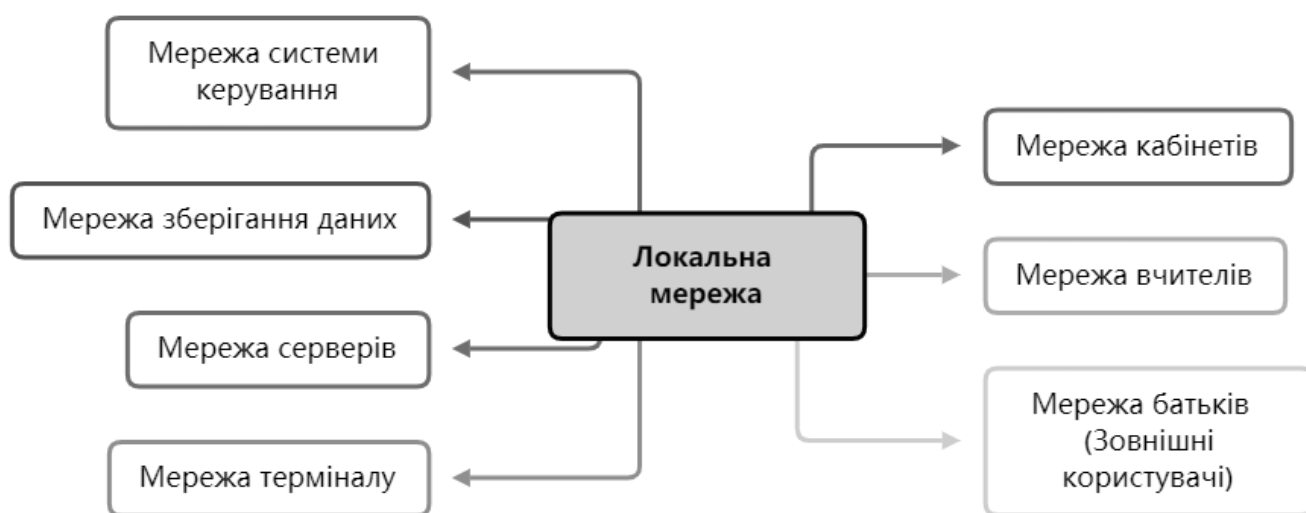 Мережа системи
керування
Мережа зберігання даних
Мережа серверів
Мережа терміналу
Локальна
мережа
Мережа кабінетів
Мережа вчителів
Мережа батьків
(Зовнішні
користувачі)